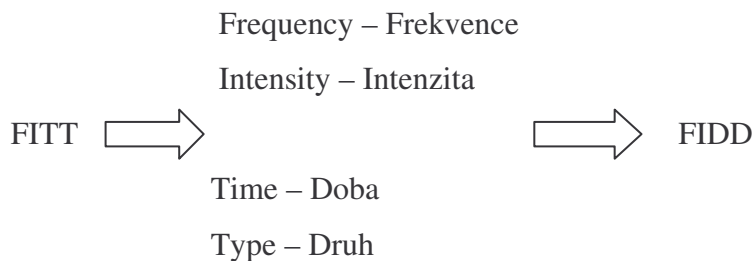 Frequency – Frekvence
Intensity – Intenzita
FITT
FIDD
Time – Doba
Type – Druh